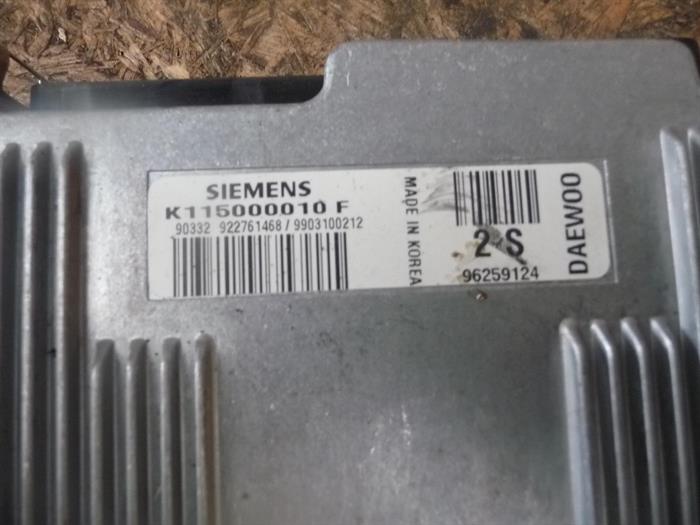 SIEMENS
K115000010 F
90332 922761468 / 9903100212
MADE IN KOREA
2 S
96259124
DAEWOO